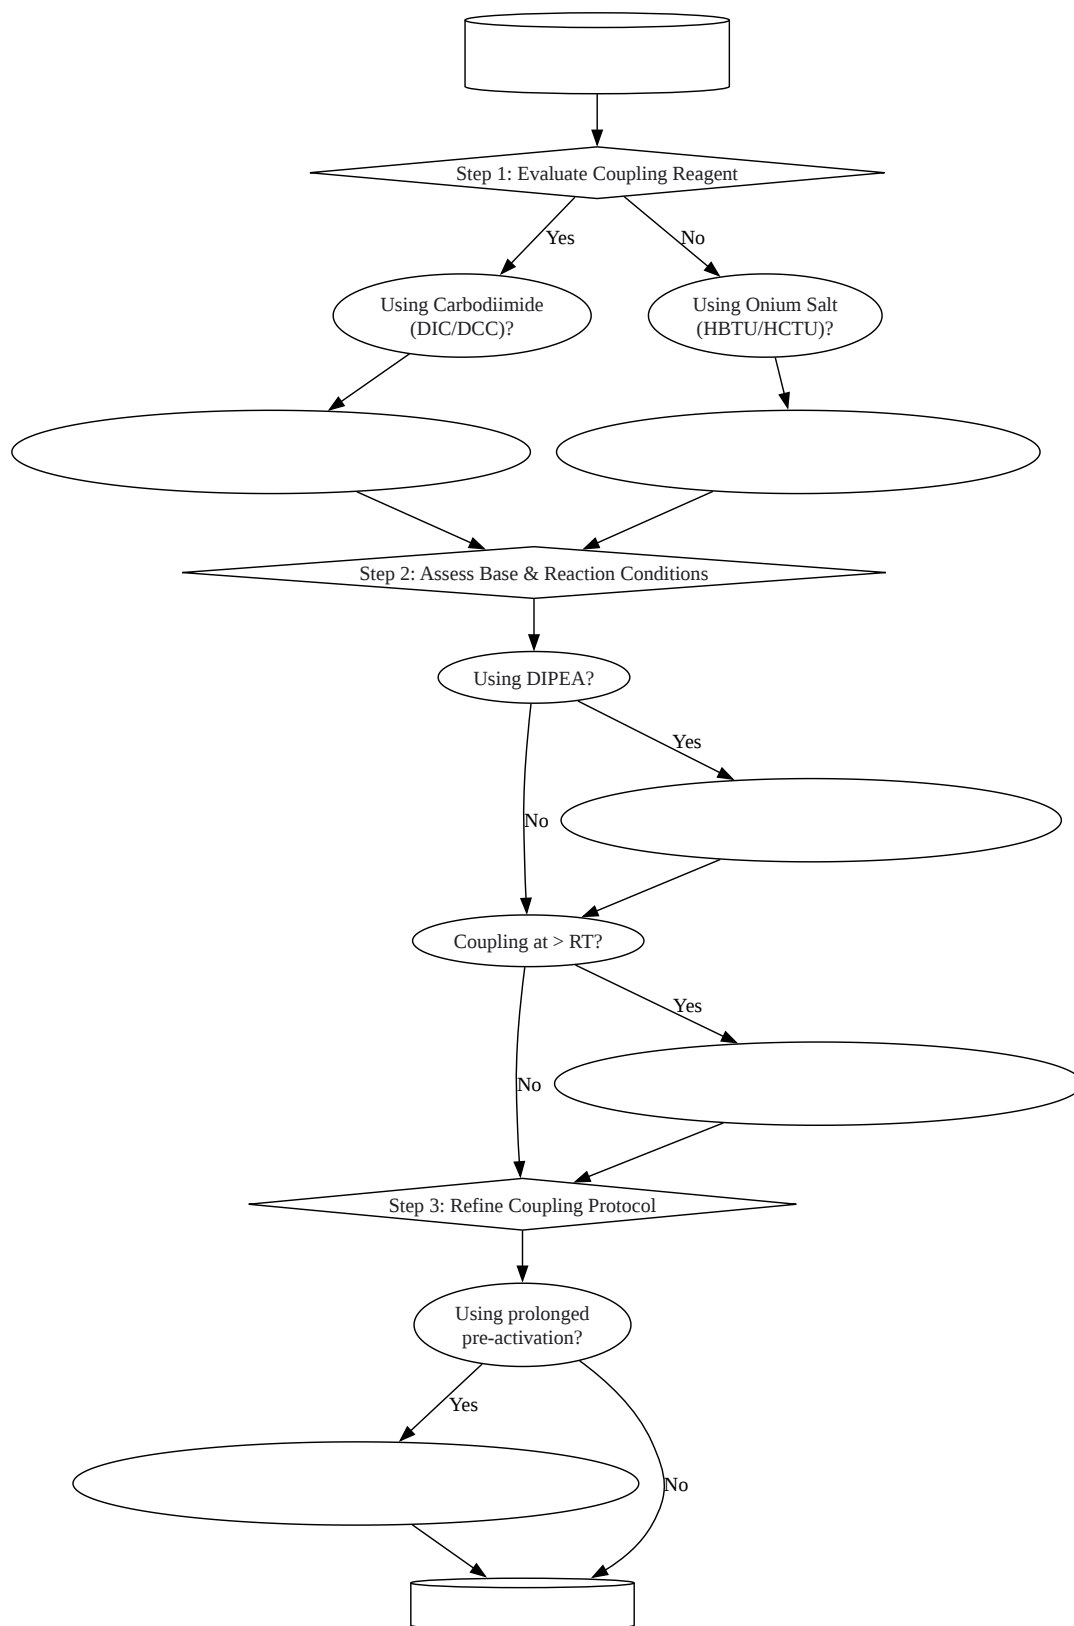 Step 1: Evaluate Coupling Reagent
Yes
No
Using Carbodiimide
(DIC/DCC)?
Using Onium Salt
(HBTU/HCTU)?
Step 2: Assess Base & Reaction Conditions
Using DIPEA?
Yes
No
Coupling at > RT?
Yes
No
Step 3: Refine Coupling Protocol
Using prolonged
pre-activation?
Yes
No